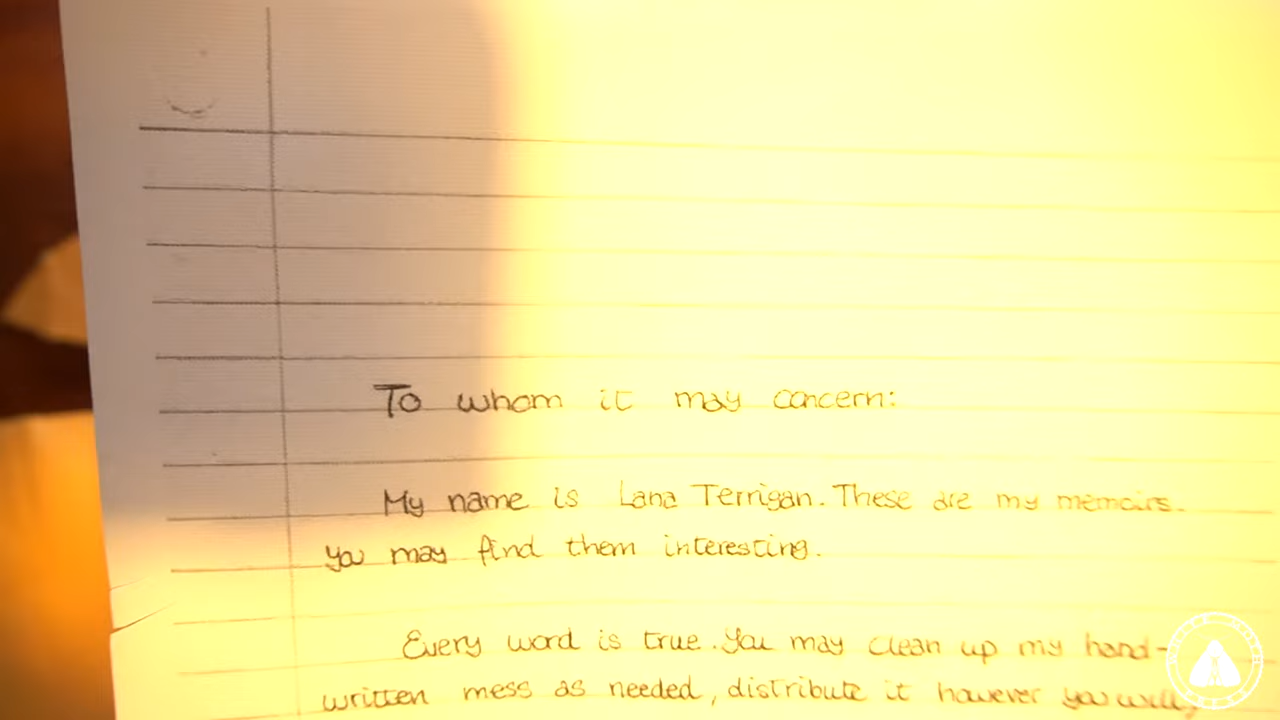 To whom it may concern:
My name is Lana Terrigan. These are my memoirs.
You may find them interesting.
Every word is true. You may clean up my hand-
written mess as needed, distribute it however you will,